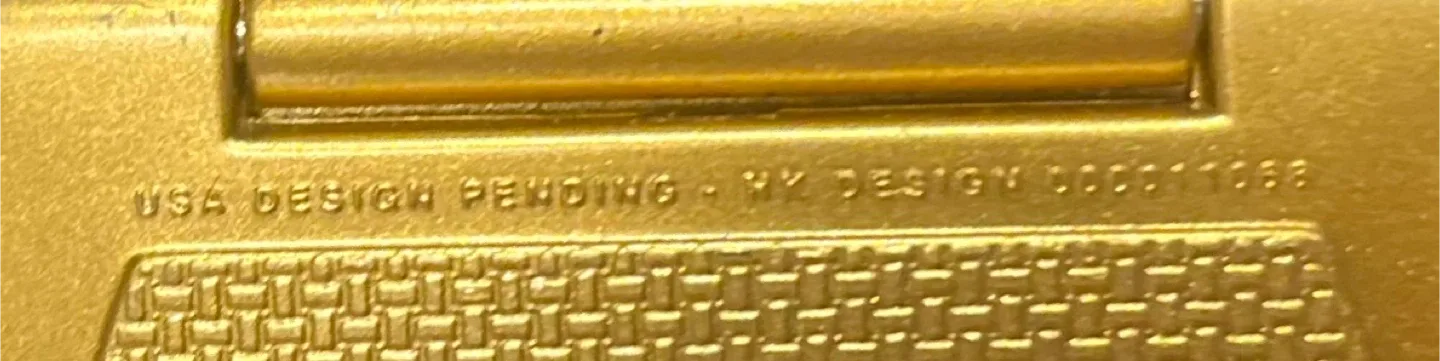 USA DESIGN PENDING - HK DESIGN